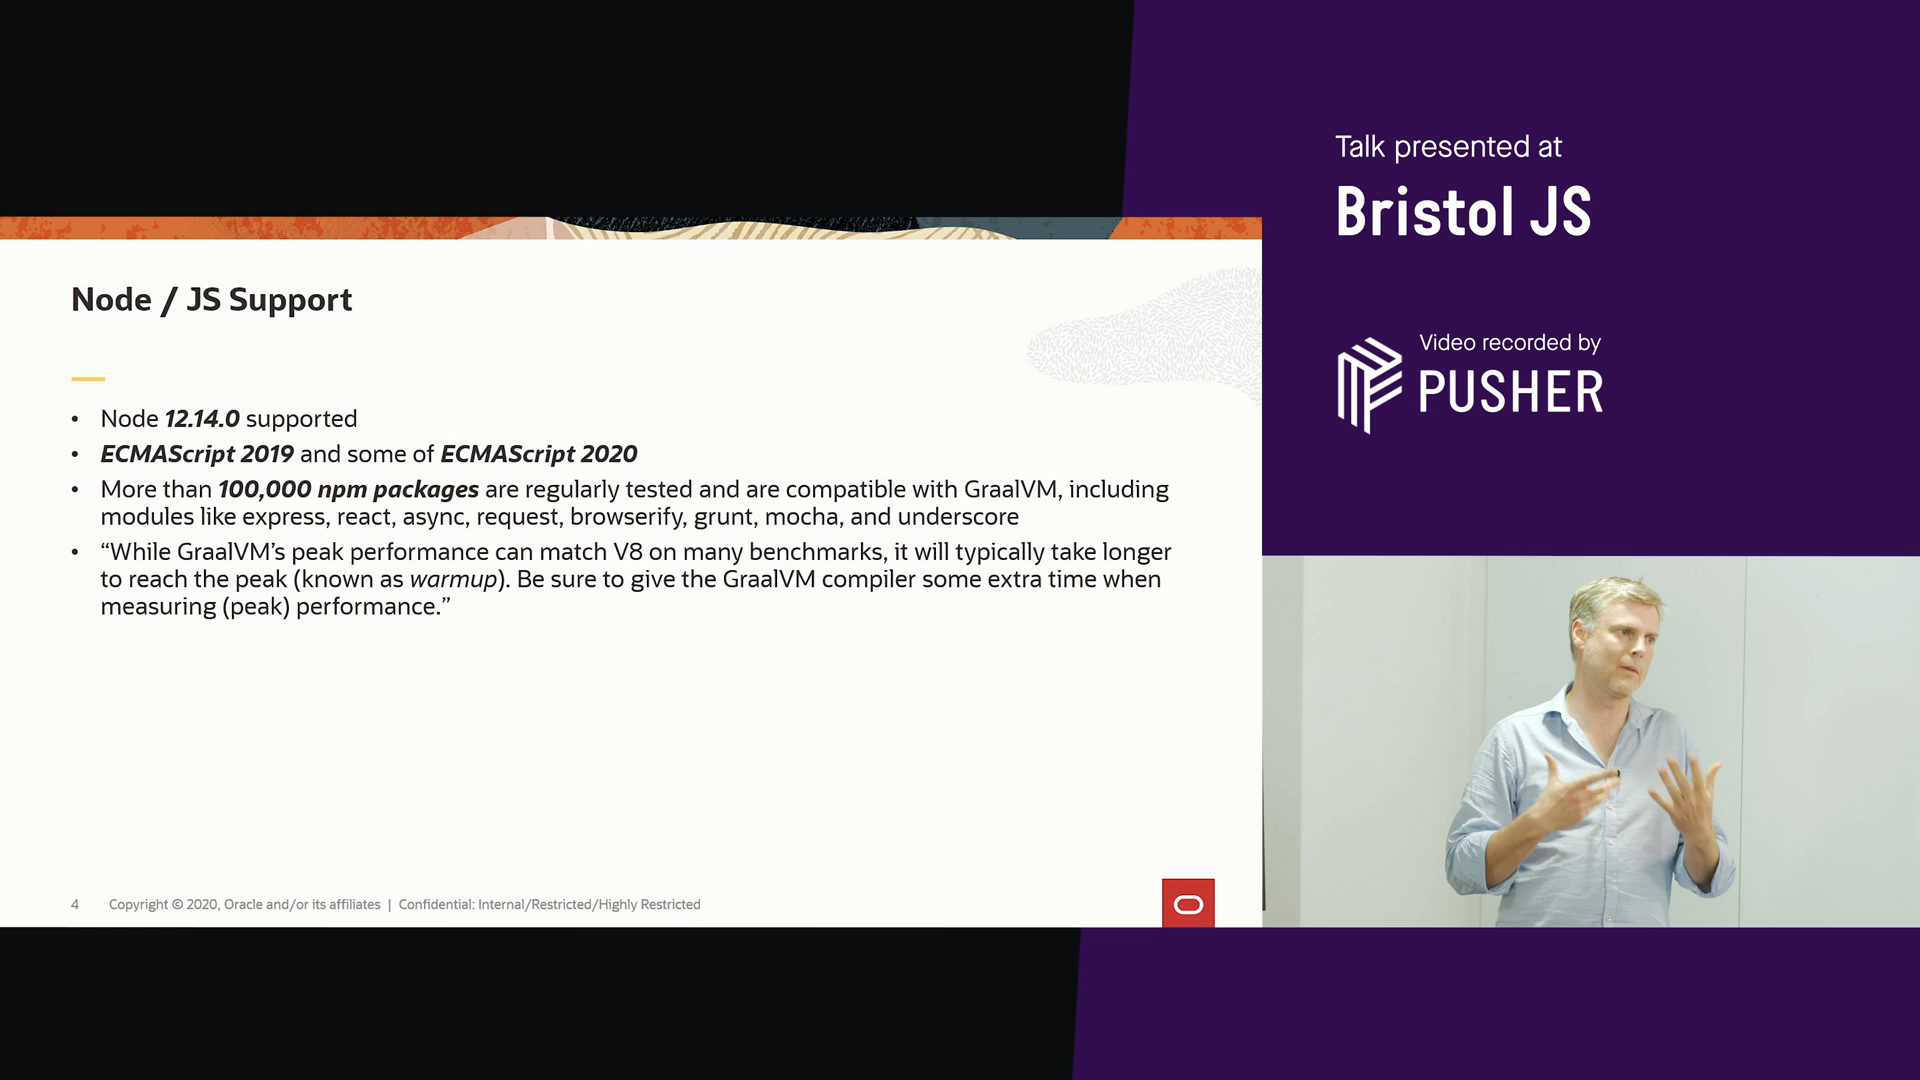 Talk presented at
Bristol JS
Video recorded by
PUSHER
Node / JS Support
• Node 12.14.0 supported
• ECMAScript 2019 and some of ECMAScript 2020
• More than 100,000 npm packages are regularly tested and are compatible with GraalVM, including
modules like express, react, async, request, browserify, grunt, mocha, and underscore
• “While GraalVM’s peak performance can match V8 on many benchmarks, it will typically take longer
to reach the peak (known as warmup). Be sure to give the GraalVM compiler some extra time when
measuring (peak) performance.”
4 Copyright © 2020, Oracle and/or its affiliates | Confidential: Internal/Restricted/Highly Restricted